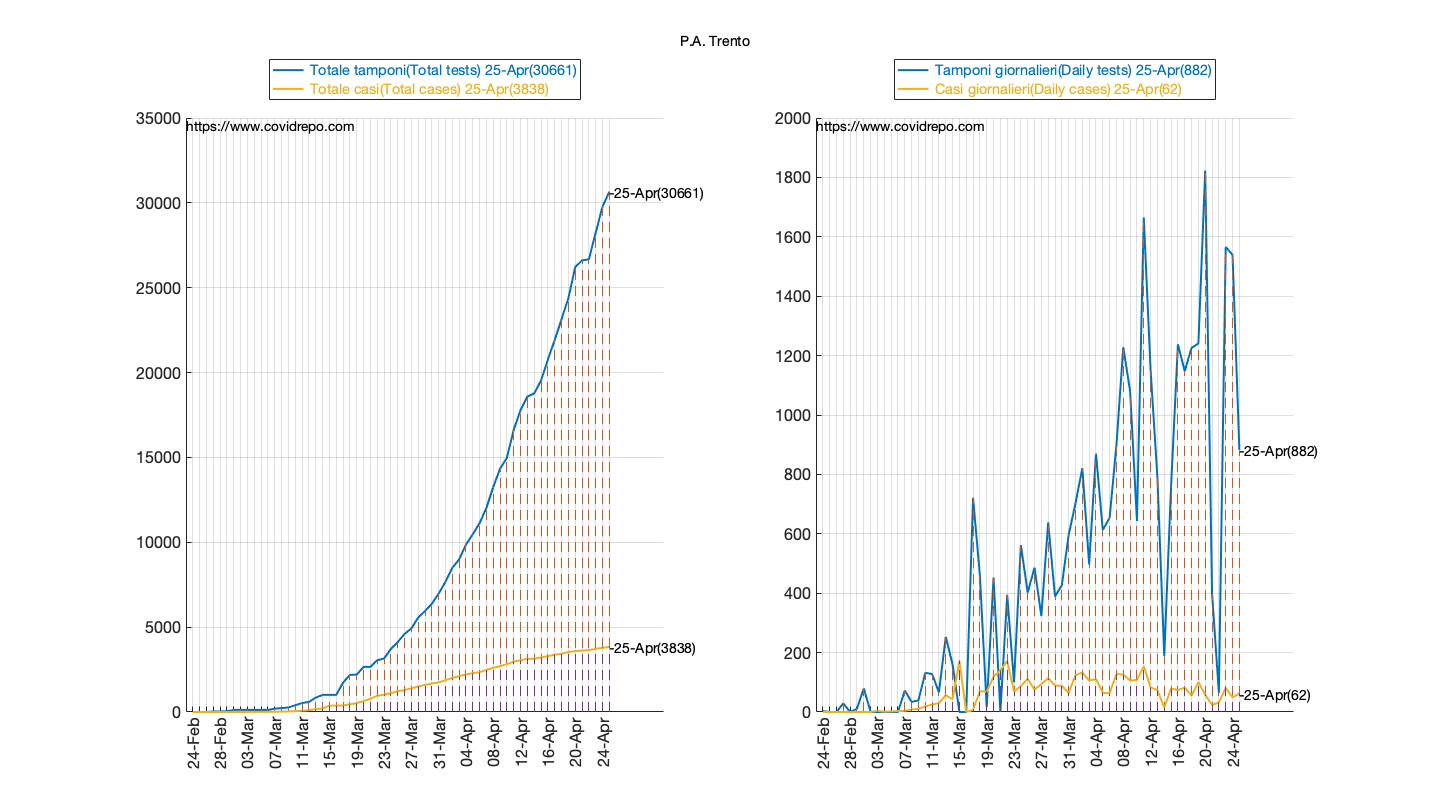 P.A. Trento
Totale tamponi(Total tests) 25-Apr(30661)
Totale casi(Total cases) 25-Apr(3838)
35000
30000
25000
20000
15000
10000
5000
0
https://www.covidrepo.com
25-Apr(30661)
25-Apr(3838)
24-Feb
28-Feb
03-Mar
07-Mar
11-Mar
15-Mar
19-Mar
23-Mar
27-Mar
31-Mar
04-Apr
08-Apr
12-Apr
16-Apr
20-Apr
24-Apr
Tamponi giornalieri(Daily tests) 25-Apr(882)
Casi giornalieri(Daily cases) 25-Apr(62)
2000
1800
1600
1400
1200
1000
800
600
400
200
0
https://www.covidrepo.com
25-Apr(882)
25-Apr(62)
24-Feb
28-Feb
03-Mar
07-Mar
11-Mar
15-Mar
19-Mar
23-Mar
27-Mar
31-Mar
04-Apr
08-Apr
12-Apr
16-Apr
20-Apr
24-Apr